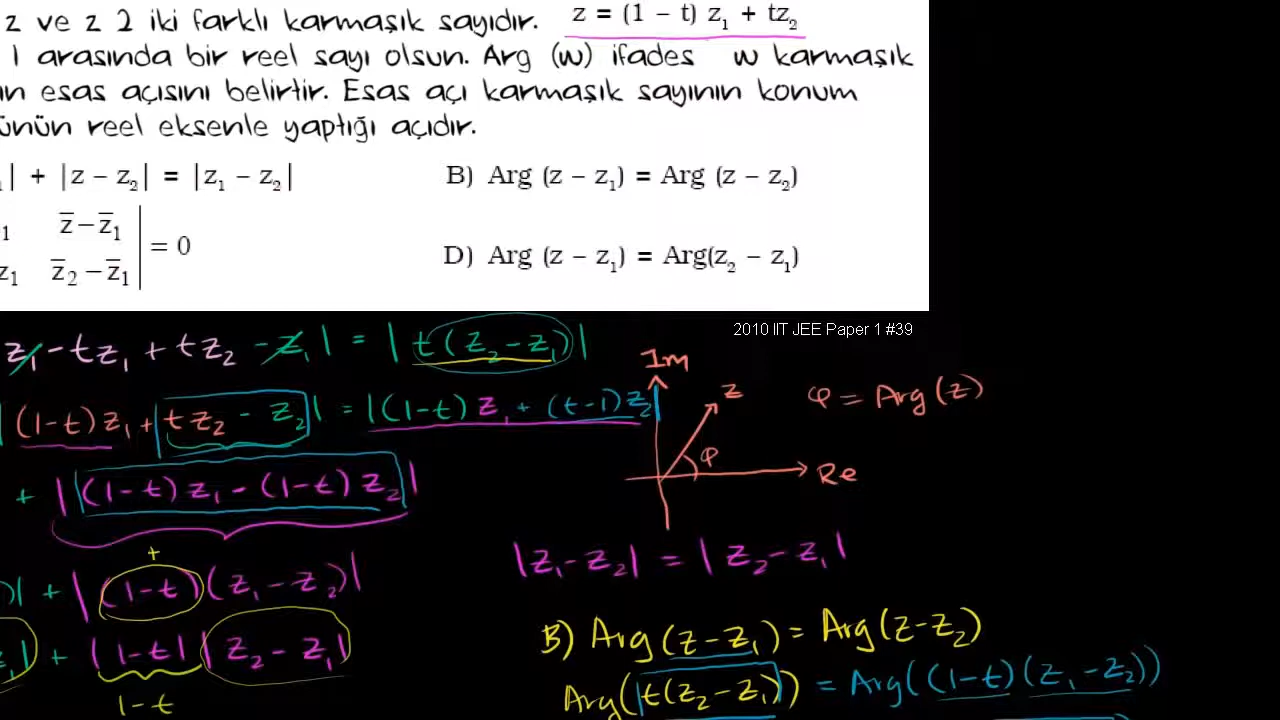 z ve z 2 iki farklı karmaşık sayıdır. z = (1 – t) z₁ + tz₂
1 arasında bir reel sayı olsun. Arg (w) ifades w karmaşık
ın esas açısını belirtir. Esas açı karmaşık sayının konum
ünün reel eksenle yaptığı açıdır.
₁| + |z – z₂| = |z₁ – z₂| B) Arg (z – z₁) = Arg (z – z₂)
₁ z̅ – z̅₁
= 0
z₁ z̅₂ – z̅₁ | D) Arg (z – z₁) = Arg(z₂ – z₁)
2010 IIT JEE Paper 1 #39
z₁ - tz₁ + tz₂ - z₁| = |t(z₂ - z₁)|
Im
z
φ = Arg(z)
|(1-t) z₁ + tz₂ - z₂| = |(1-t) z₁ + (t-1) z₂|
φ
Re
+ |(1-t) z₁ - (1-t) z₂|
+
|z₁ - z₂| = |z₂ - z₁|
)| + |(1-t)(z₁ - z₂)|
B) Arg(z - z₁) = Arg(z - z₂)
z₁| + |1-t| |z₂ - z₁|
Arg(t(z₂ - z₁)) = Arg((1-t)(z₁ - z₂))
1-t